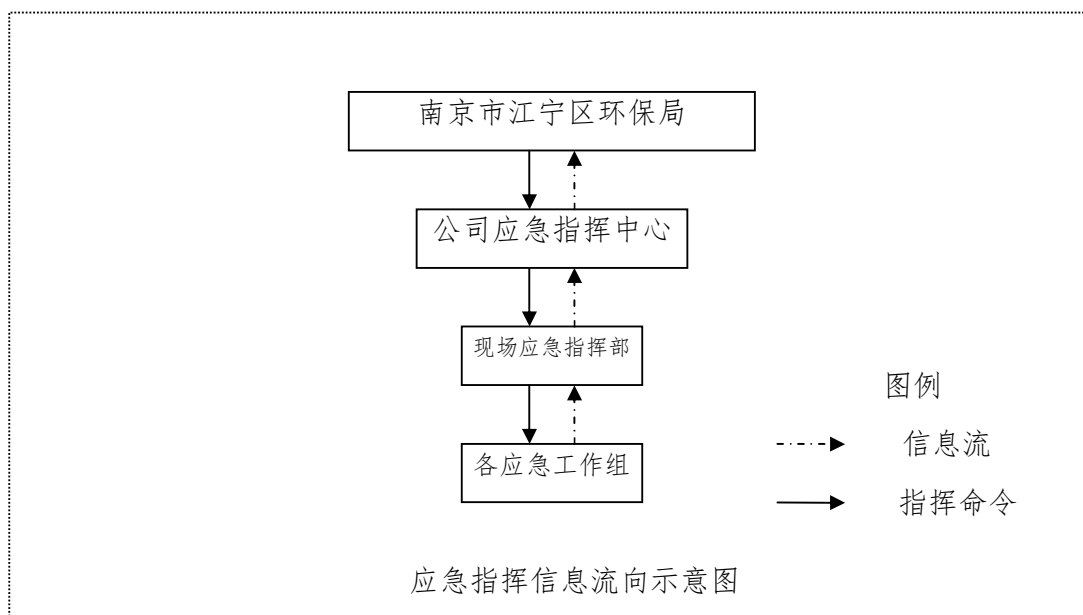 南京市江宁区环保局
公司应急指挥中心
现场应急指挥部
各应急工作组
图例
信息流
指挥命令
应急指挥信息流向示意图